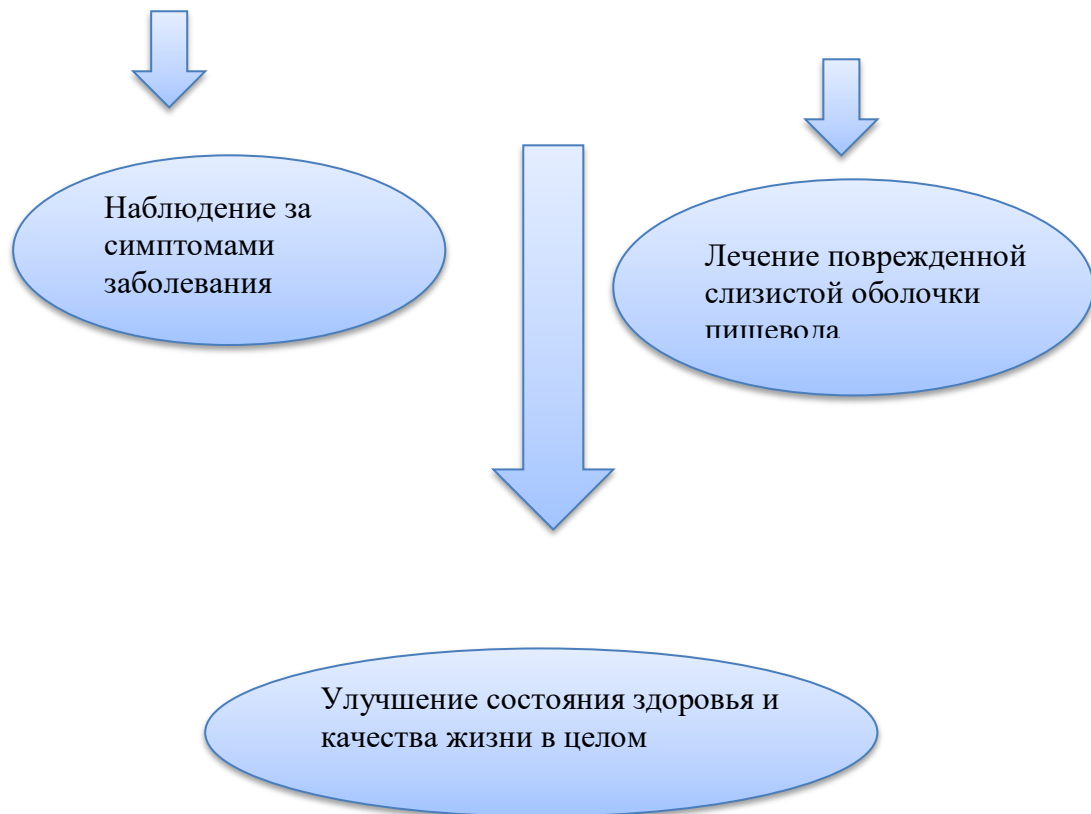 Наблюдение за
симптомами
заболевания
Лечение поврежденной
слизистой оболочки
пищевода
Улучшение состояния здоровья и
качества жизни в целом